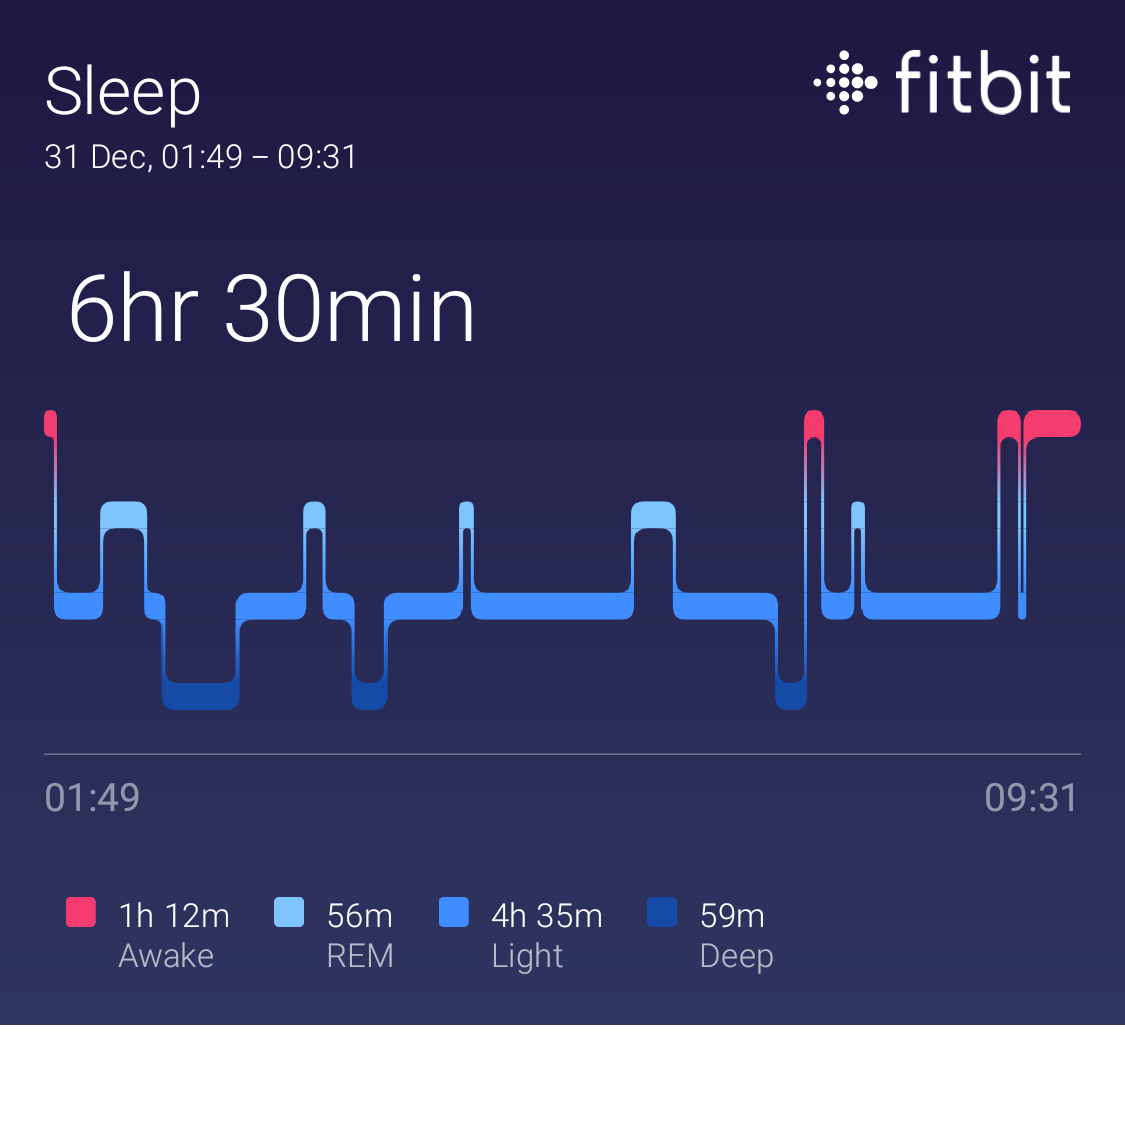 Sleep
fitbit
31 Dec, 01:49 – 09:31
6hr 30min
01:49
09:31
1h 12m
Awake
56m
REM
4h 35m
Light
59m
Deep